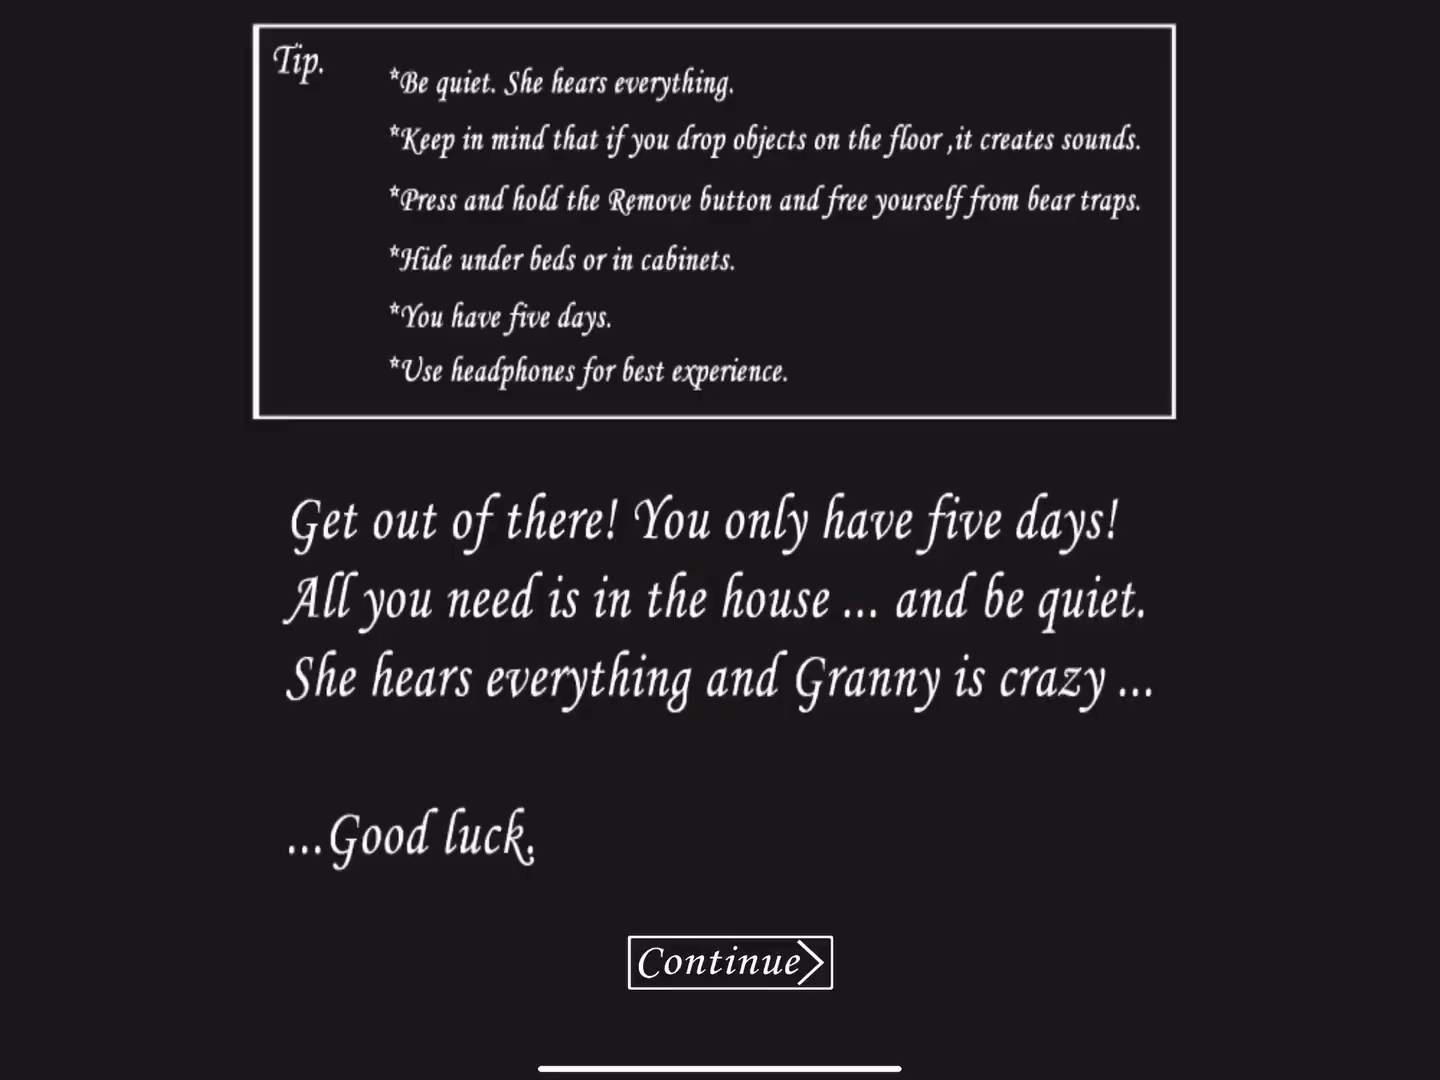 Tip.
*Be quiet. She hears everything.
*Keep in mind that if you drop objects on the floor ,it creates sounds.
*Press and hold the Remove button and free yourself from bear traps.
*Hide under beds or in cabinets.
*You have five days.
*Use headphones for best experience.
Get out of there! You only have five days!
All you need is in the house ... and be quiet.
She hears everything and Granny is crazy ...
...Good luck.
Continue>